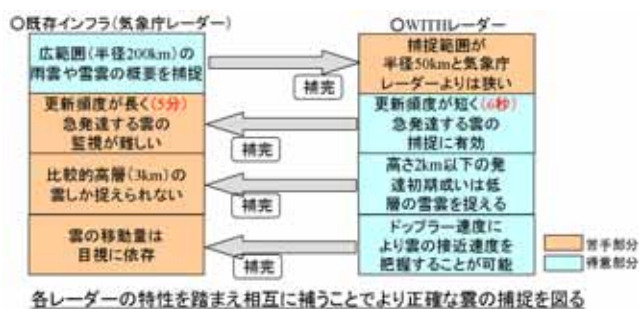 ○既存インフラ(気象庁レーダー)
○WITHレーダー
広範囲(半径200km)の
雨雲や雪雲の概要を捕捉
補完
捕捉範囲が
半径50kmと気象庁
レーダーよりは狭い
更新頻度が長く(5分)
急発達する雲の
監視が難しい
補完
更新頻度が短く(6秒)
急発達する雲の
捕捉に有効
比較的高層(3km)の
雲しか捉えられない
補完
高さ2km以下の発
達初期或いは低
層の雪雲を捉える
雲の移動量は
目視に依存
補完
ドップラー速度に
より雲の接近速度を
把握することが可能
苦手部分
得意部分
各レーダーの特性を踏まえ相互に補うことでより正確な雲の捕捉を図る